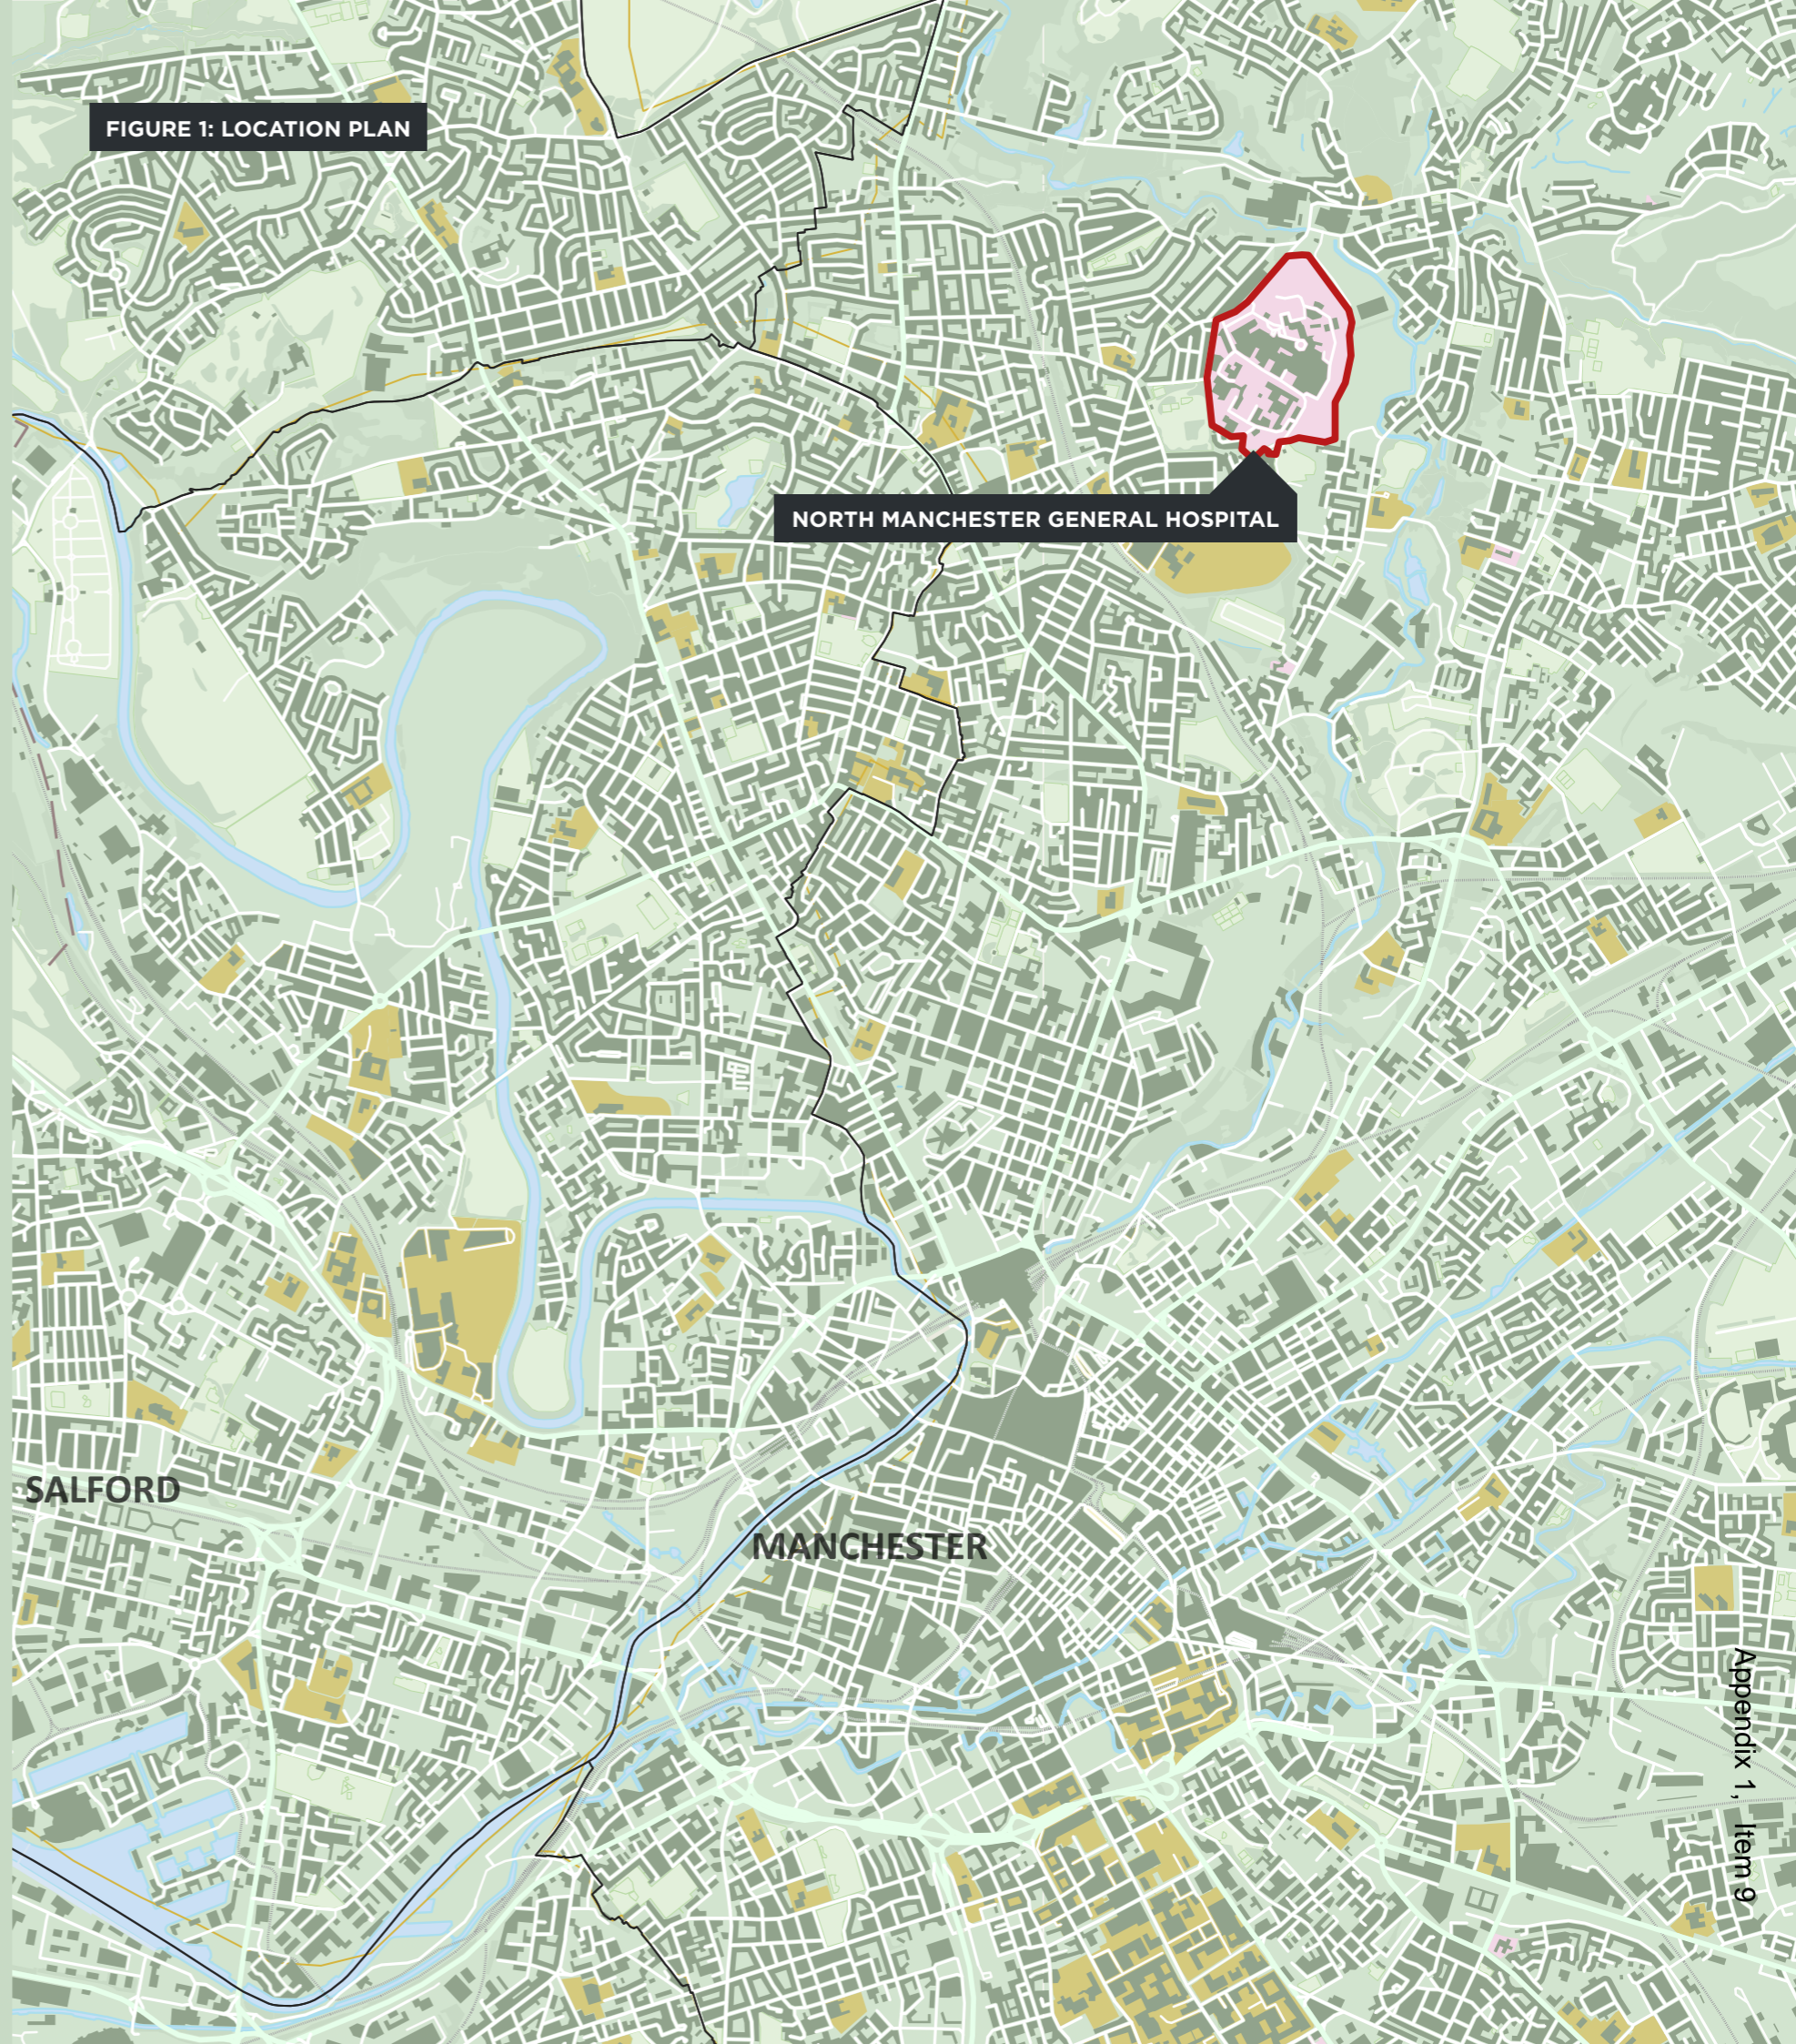 FIGURE 1: LOCATION PLAN
NORTH MANCHESTER GENERAL HOSPITAL
SALFORD
MANCHESTER
Appendix 1, Item 9